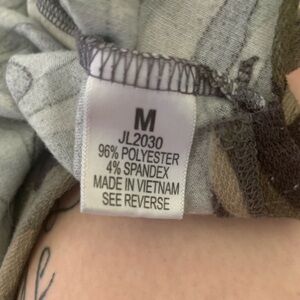 M
JL2030
96% POLYESTER
4% SPANDEX
MADE IN VIETNAM
SEE REVERSE